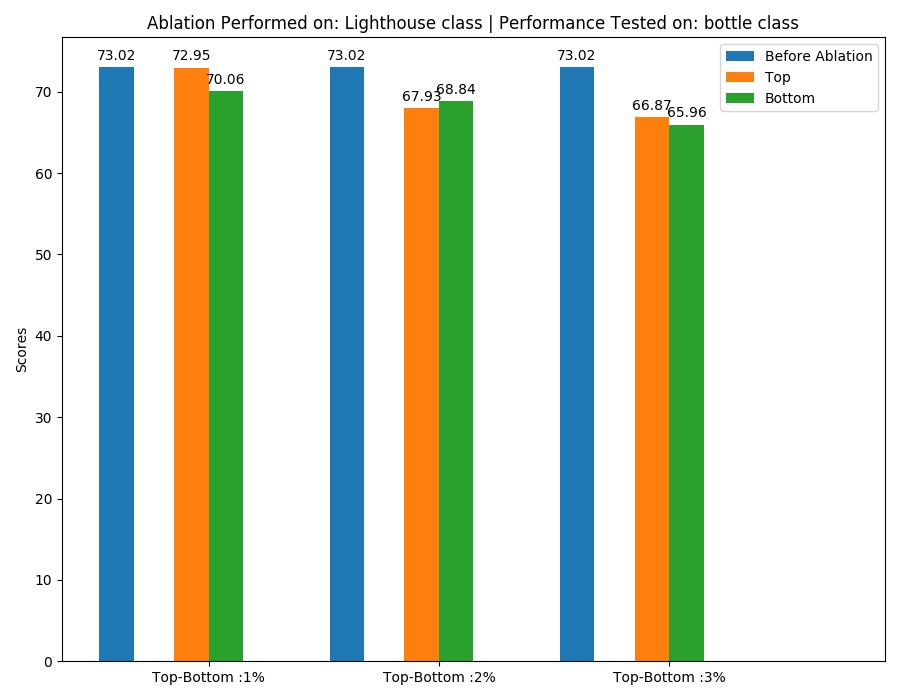 Ablation Performed on: Lighthouse class | Performance Tested on: bottle class
73.02 72.95 70.06 73.02 67.93 68.84 73.02 66.87 65.96
Before Ablation
Top
Bottom
Scores
70
60
50
40
30
20
10
0
Top-Bottom :1% Top-Bottom :2% Top-Bottom :3%